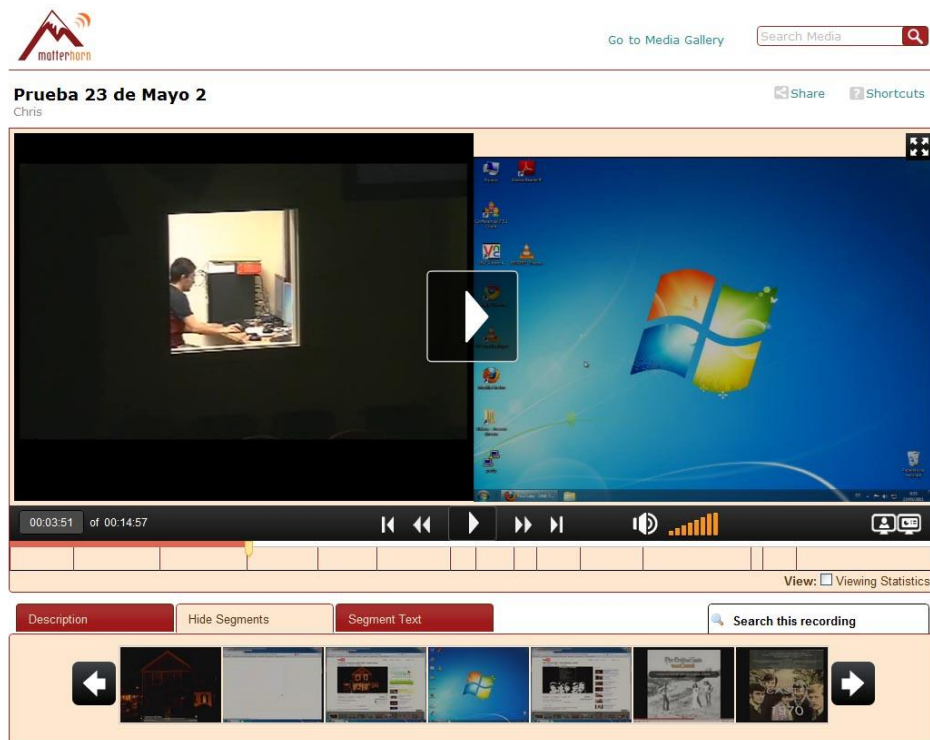 matterhorn
Go to Media Gallery
Search Media
Prueba 23 de Mayo 2
Chris
Share
Shortcuts
00:03:51 of 00:14:57
View: Viewing Statistics
Description
Hide Segments
Segment Text
Search this recording
1970